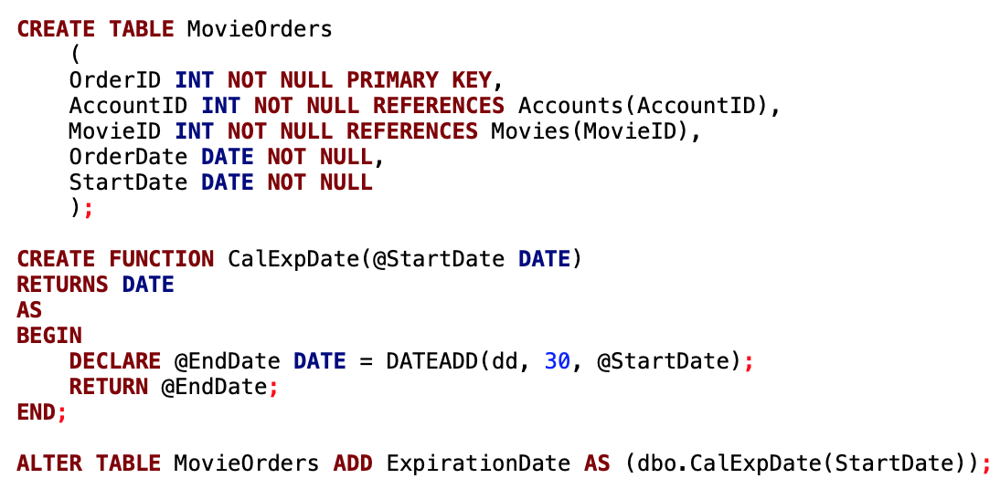 CREATE TABLE MovieOrders
(
OrderID INT NOT NULL PRIMARY KEY,
AccountID INT NOT NULL REFERENCES Accounts(AccountID),
MovieID INT NOT NULL REFERENCES Movies(MovieID),
OrderDate DATE NOT NULL,
StartDate DATE NOT NULL
);
CREATE FUNCTION CalExpDate(@StartDate DATE)
RETURNS DATE
AS
BEGIN
DECLARE @EndDate DATE = DATEADD(dd, 30, @StartDate);
RETURN @EndDate;
END;
ALTER TABLE MovieOrders ADD ExpirationDate AS (dbo.CalExpDate(StartDate));